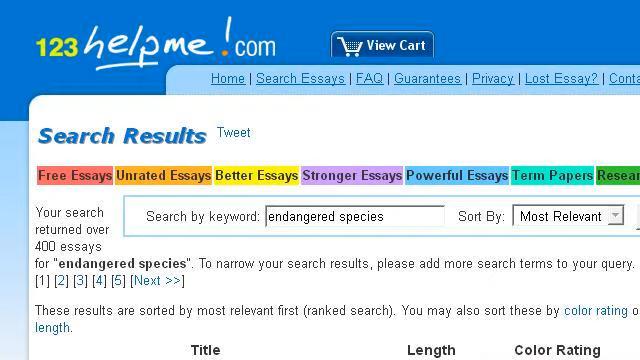 123helpme!.com
View Cart
Home | Search Essays | FAQ | Guarantees | Privacy | Lost Essay? |
Search Results Tweet
Free Essays Unrated Essays Better Essays Stronger Essays Powerful Essays Term Papers
Search by keyword: endangered species Sort By: Most Relevant
Your search
returned over
400 essays
for "endangered species". To narrow your search results, please add more search terms to your query.
[1] [2] [3] [4] [5] [Next >>]
These results are sorted by most relevant first (ranked search). You may also sort these by color rating
length.
Title Length Color Rating